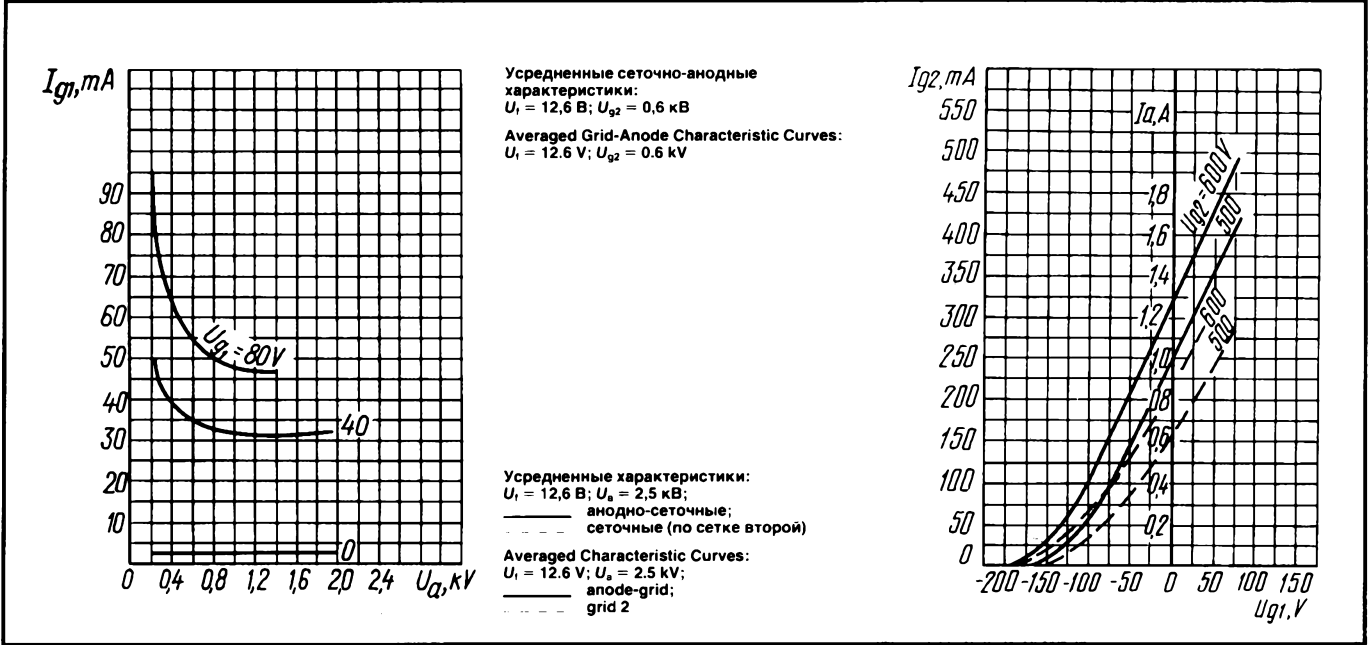 I g1, mA
90
80
70
60
50
40
30
20
10
Ug1 = 80V
40
0
0 0,4 0,8 1,2 1,6 2,0 2,4 Ua, kV
Усредненные сеточно-анодные
характеристики:
Uf = 12,6 В; Ug2 = 0,6 кВ
Averaged Grid-Anode Characteristic Curves:
Uf = 12.6 V; Ug2 = 0.6 kV
Усредненные характеристики:
Uf = 12,6 В; Ua = 2,5 кВ;
анодно-сеточные;
сеточные (по сетке второй)
Averaged Characteristic Curves:
Uf = 12.6 V; Ua = 2.5 kV;
anode-grid;
grid 2
Ig2, mA
550
500
450
400
350
300
250
200
150
100
50
0
Ia, A
1,8
1,6
1,4
1,2
1,0
0,8
0,6
0,4
0,2
Ug2=600V
500
600
500
-200 -150 -100 -50 0 50 100 150
Ug1, V